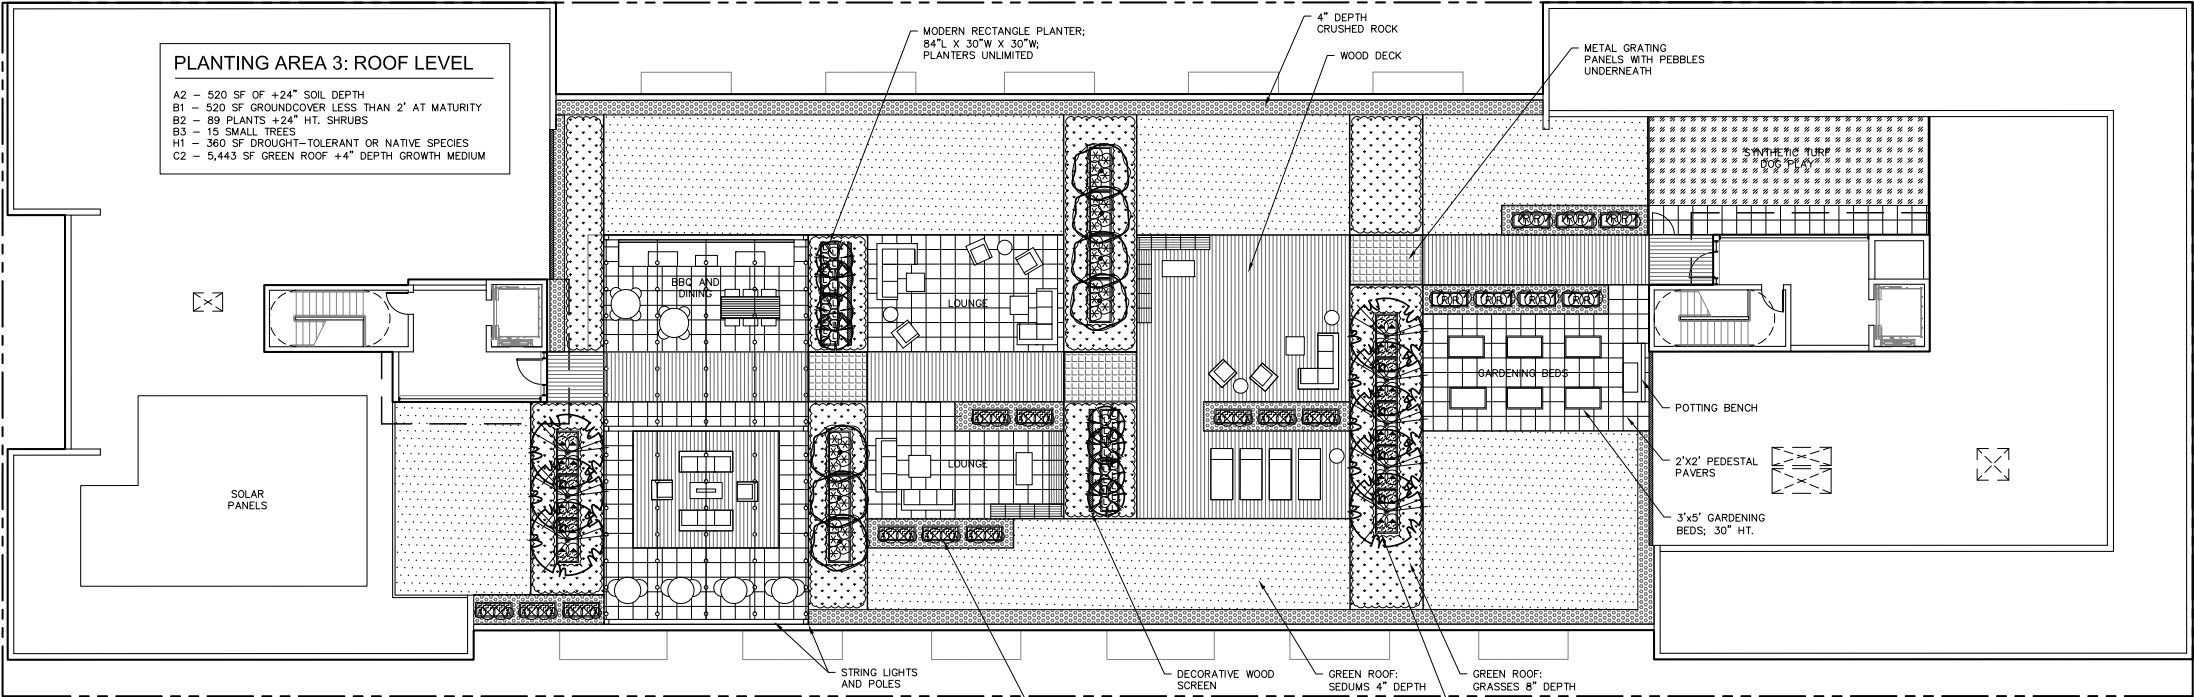 PLANTING AREA 3: ROOF LEVEL
A2 – 520 SF OF +24" SOIL DEPTH
B1 – 520 SF GROUNDCOVER LESS THAN 2' AT MATURITY
B2 – 89 PLANTS +24" HT. SHRUBS
B3 – 15 SMALL TREES
H1 – 360 SF DROUGHT–TOLERANT OR NATIVE SPECIES
C2 – 5,443 SF GREEN ROOF +4" DEPTH GROWTH MEDIUM
MODERN RECTANGLE PLANTER;
84"L X 30"W X 30"W;
PLANTERS UNLIMITED
4" DEPTH
CRUSHED ROCK
WOOD DECK
METAL GRATING
PANELS WITH PEBBLES
UNDERNEATH
SYNTHETIC TURF
DOG PLAY
BBQ AND
DINING
LOUNGE
GARDENING BEDS
POTTING BENCH
LOUNGE
2'X2' PEDESTAL
PAVERS
SOLAR
PANELS
3'x5' GARDENING
BEDS; 30" HT.
STRING LIGHTS
AND POLES
DECORATIVE WOOD
SCREEN
GREEN ROOF:
SEDUMS 4" DEPTH
GREEN ROOF:
GRASSES 8" DEPTH